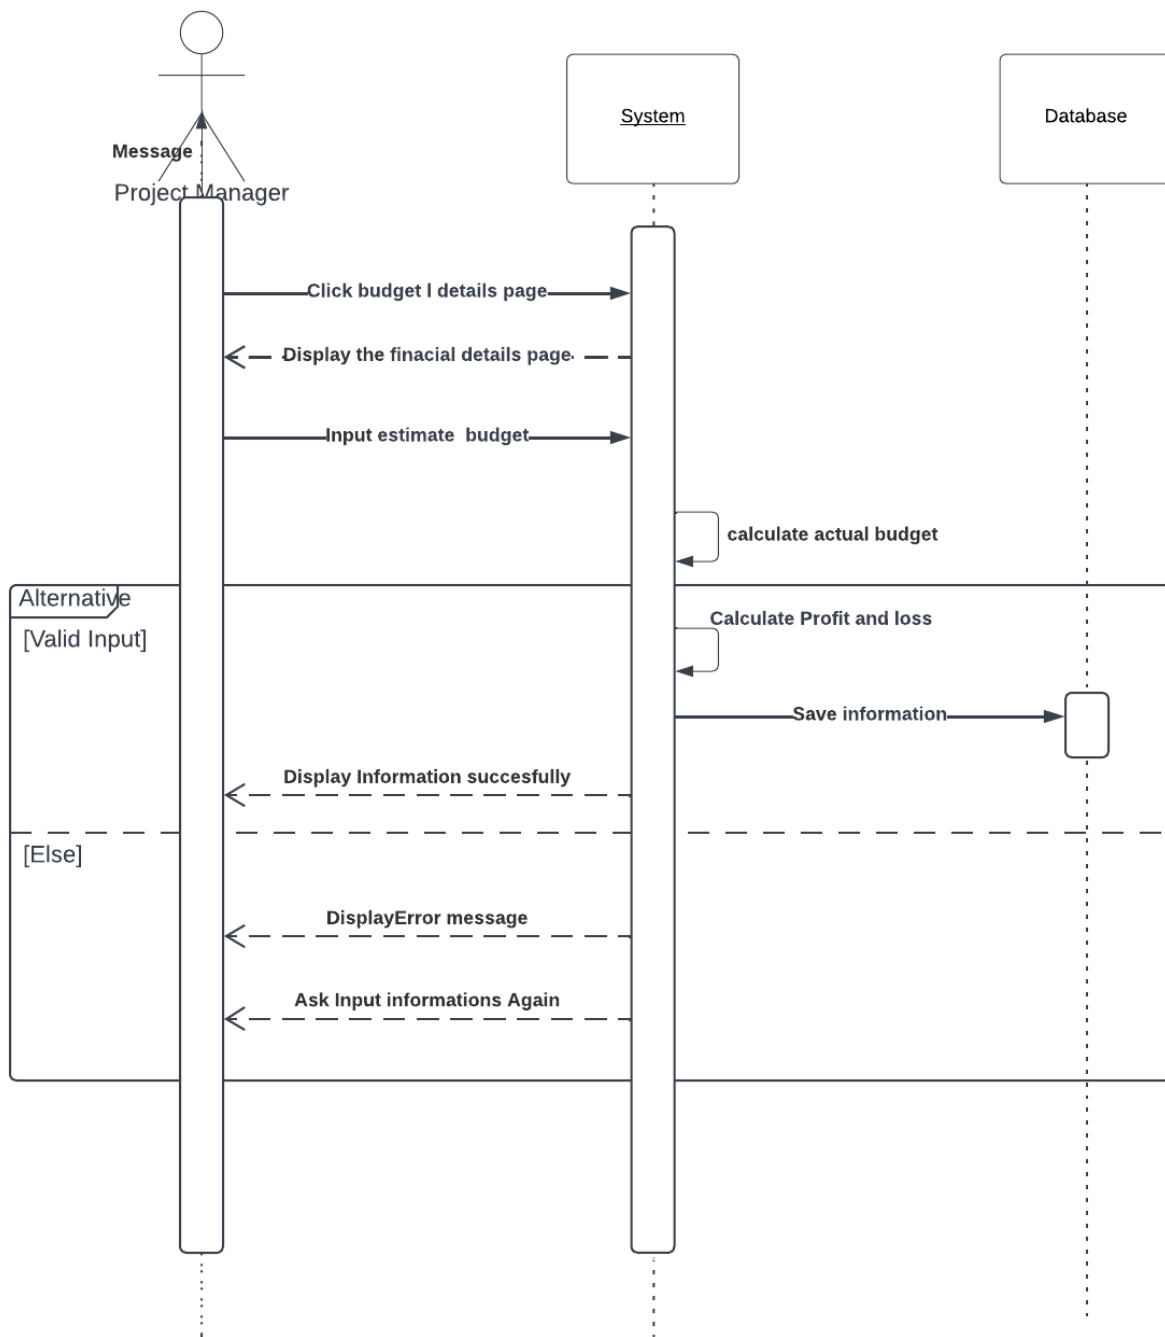 System
Database
Message
Project Manager
Click budget l details page
Display the finacial details page
Input estimate  budget
calculate actual budget
Alternative
Calculate Profit and loss
[Valid Input]
Save information
Display Information succesfully
[Else]
DisplayError message
Ask Input informations Again